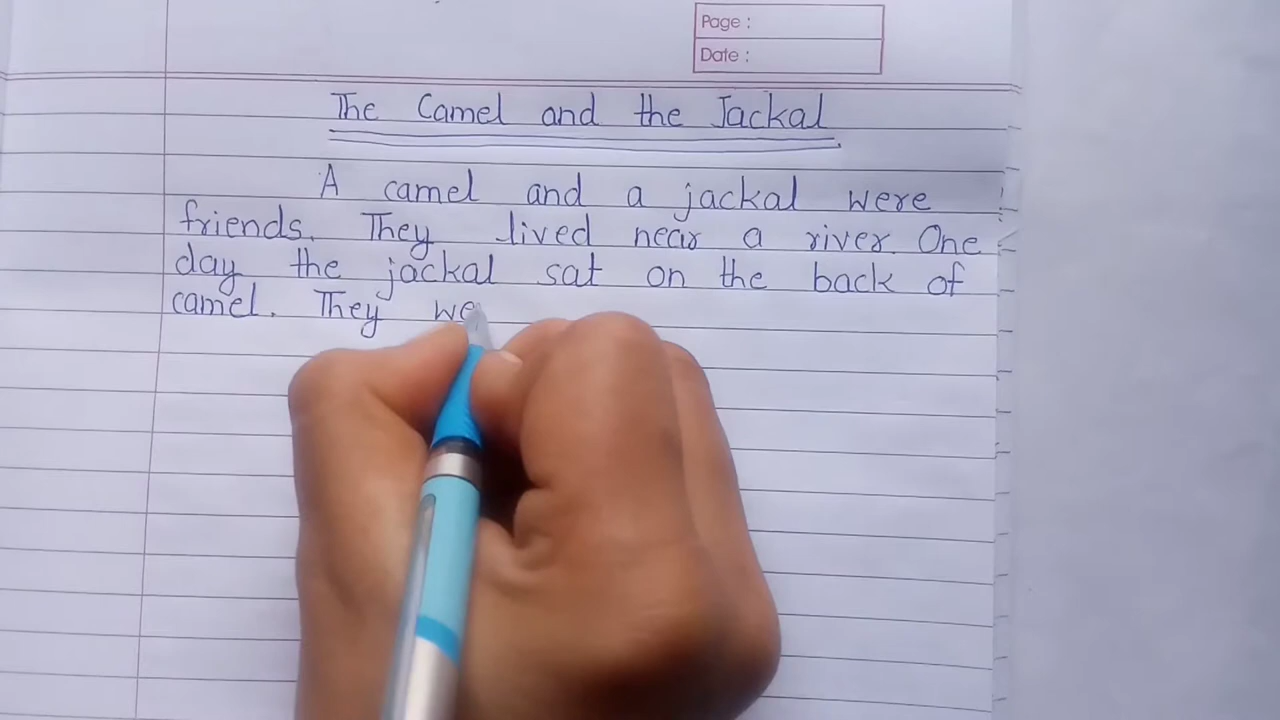 Page :
Date :
The Camel and the Jackal
A camel and a jackal were
friends. They lived near a river. One
day the jackal sat on the back of
camel. They we